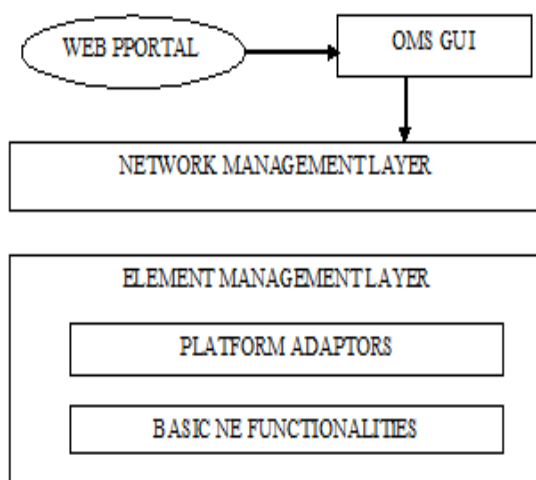 WEB PPORTAL
OMS GUI
NETWORK MANAGEMENT LAYER
ELEMENT MANAGEMENT LAYER
PLATFORM ADAPTORS
BASIC NE FUNCTIONALITIES